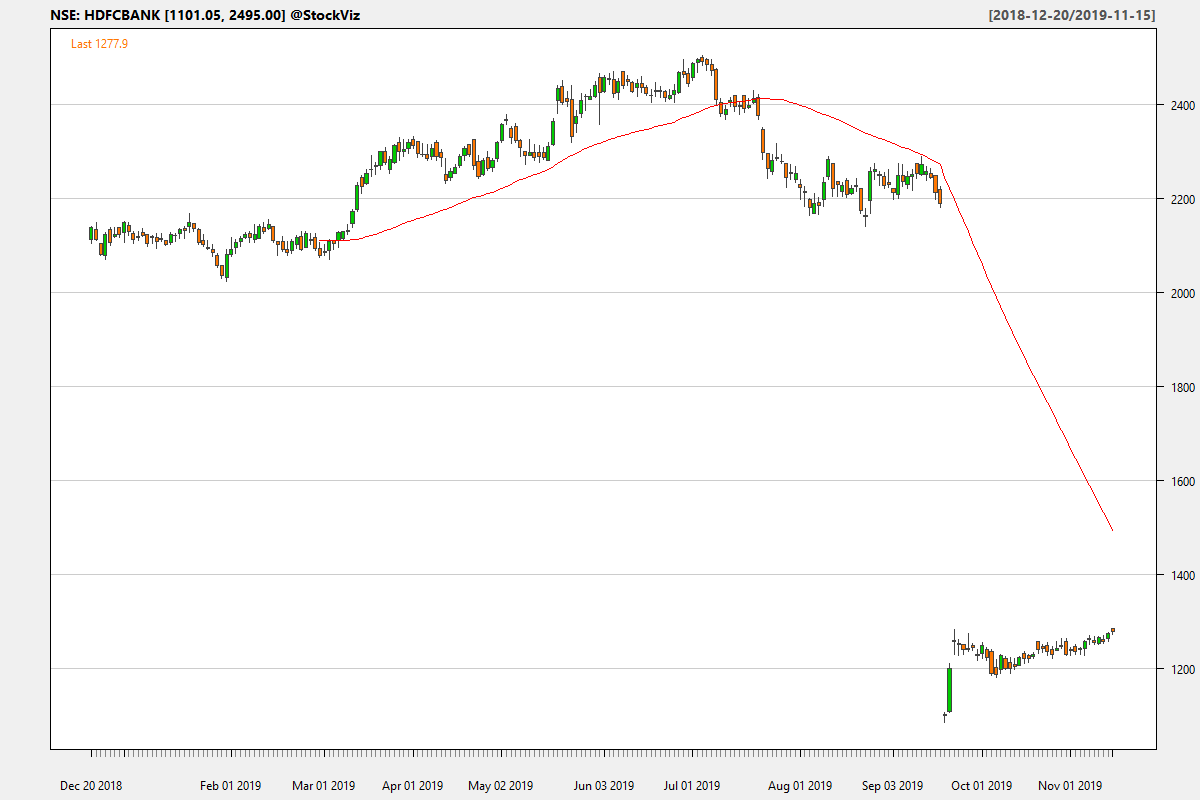 NSE: HDFCBANK [1101.05, 2495.00] @StockViz [2018-12-20/2019-11-15]
Last 1277.9
2400
2200
2000
1800
1600
1400
1200
Dec 20 2018 Feb 01 2019 Mar 01 2019 Apr 01 2019 May 02 2019 Jun 03 2019 Jul 01 2019 Aug 01 2019 Sep 03 2019 Oct 01 2019 Nov 01 2019